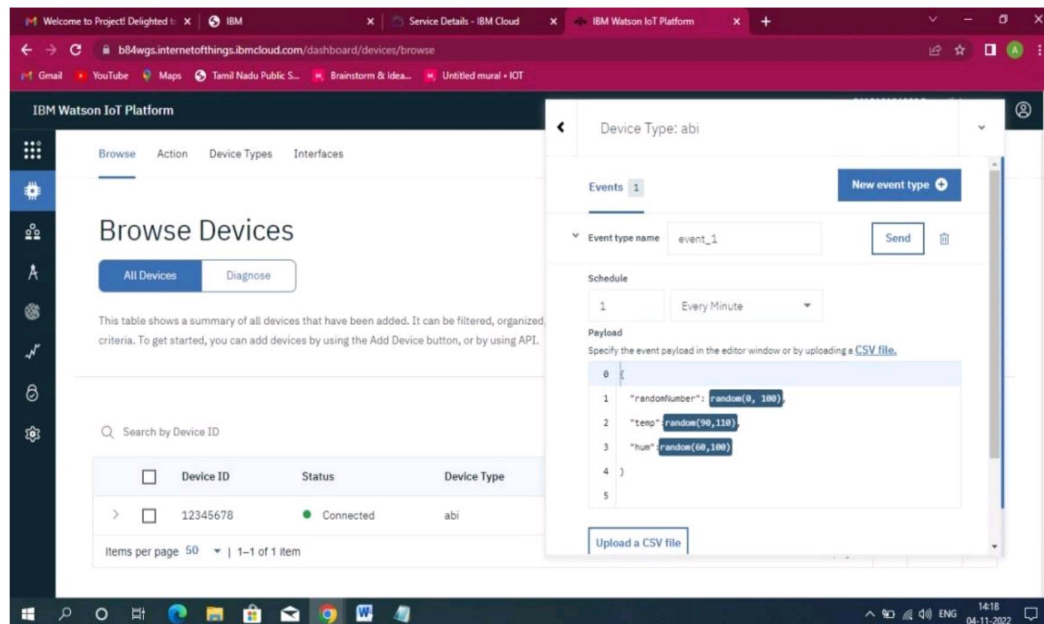 Welcome to Project! Delighted t
IBM
Service Details - IBM Cloud
IBM Watson IoT Platform
b84wgs.internetofthings.ibmcloud.com/dashboard/devices/browse
A
Gmail
YouTube
Maps
Tamil Nadu Public S...
Brainstorm & Idea...
Untitled mural • IOT
IBM Watson IoT Platform
Browse
Action
Device Types
Interfaces
Browse Devices
All Devices
Diagnose
This table shows a summary of all devices that have been added. It can be filtered, organized,
criteria. To get started, you can add devices by using the Add Device button, or by using API.
Search by Device ID
Device ID
Status
Device Type
12345678
Connected
abi
Items per page 50 | 1–1 of 1 item
Device Type: abi
Events 1
New event type
Event type name
event_1
Send
Schedule
1
Every Minute
Payload
Specify the event payload in the editor window or by uploading a CSV file.
0 {
1 "randomNumber": random(0, 100),
2 "temp":random(90,110),
3 "hum":random(60,100)
4 }
5
Upload a CSV file
ENG
14:18
04-11-2022